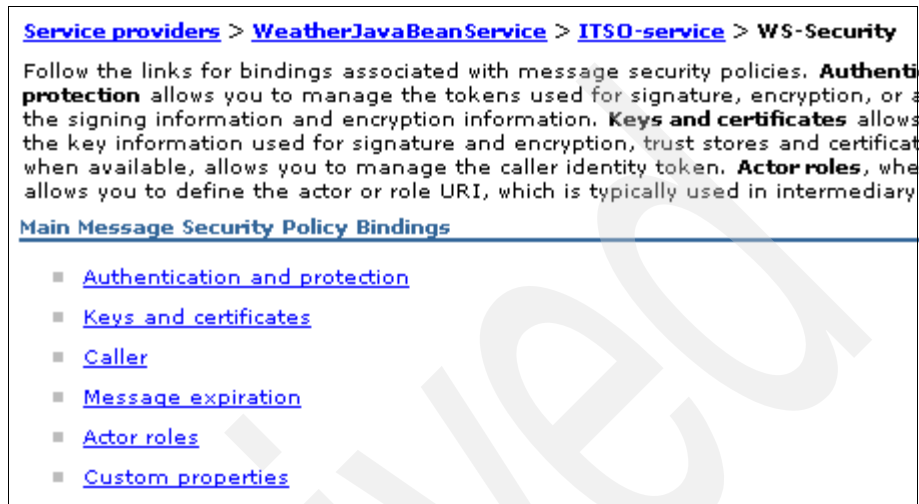 Service providers > WeatherJavaBeanService > ITSO-service > WS-Security
Follow the links for bindings associated with message security policies. Authenti
protection allows you to manage the tokens used for signature, encryption, or a
the signing information and encryption information. Keys and certificates allows
the key information used for signature and encryption, trust stores and certificat
when available, allows you to manage the caller identity token. Actor roles, whe
allows you to define the actor or role URI, which is typically used in intermediary
Main Message Security Policy Bindings
Authentication and protection
Keys and certificates
Caller
Message expiration
Actor roles
Custom properties